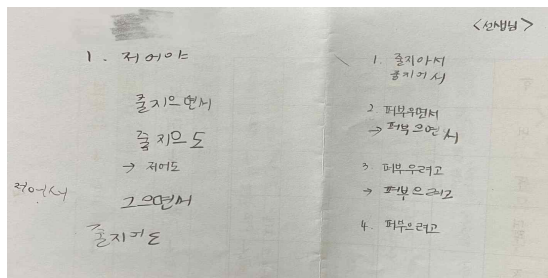 1. 저어야
줄지으면서
줄지으도
→ 저어도
저어서
그으면서
줄지어도
<선생님>
1. 줄지아서
줄지어서
2. 퍼부우면서
→ 퍼부으면서
3. 퍼부우려고
→ 퍼부으려고
4. 퍼부으려고